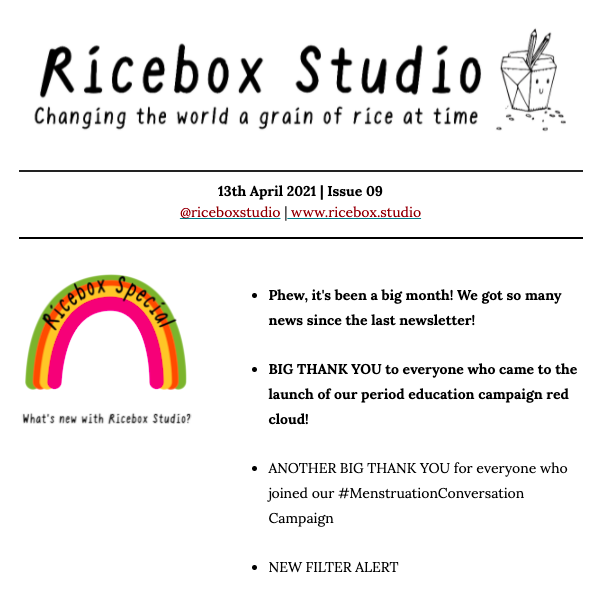 Ricebox Studio
Changing the world a grain of rice at time
13th April 2021 | Issue 09
@riceboxstudio | www.ricebox.studio
Ricebox Special
What's new with Ricebox Studio?
• Phew, it's been a big month! We got so many
news since the last newsletter!
• BIG THANK YOU to everyone who came to the
launch of our period education campaign red
cloud!
• ANOTHER BIG THANK YOU for everyone who
joined our #MenstruationConversation
Campaign
• NEW FILTER ALERT